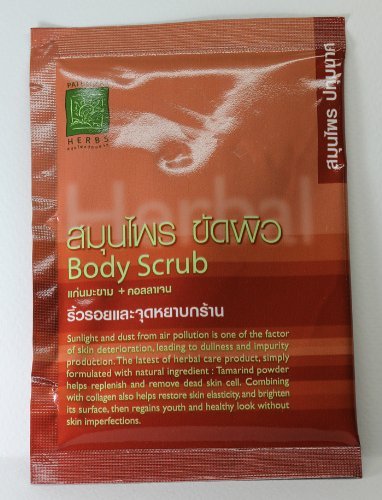 HERBS
สมุนไพร ปทุมมาศ
Herbal
สมุนไพร ขัดผิว
Body Scrub
แก่นมะขาม + คอลลาเจน
ริ้วรอยและจุดหยาบกร้าน
Sunlight and dust from air pollution is one of the factor
of skin deterioration, leading to dullness and impurity
production. The latest of herbal care product, simply
formulated with natural ingredient : Tamarind powder
helps replenish and remove dead skin cell. Combining
with collagen also helps restore skin elasticity, and brighten
its surface, then regains youth and healthy look without
skin imperfections.